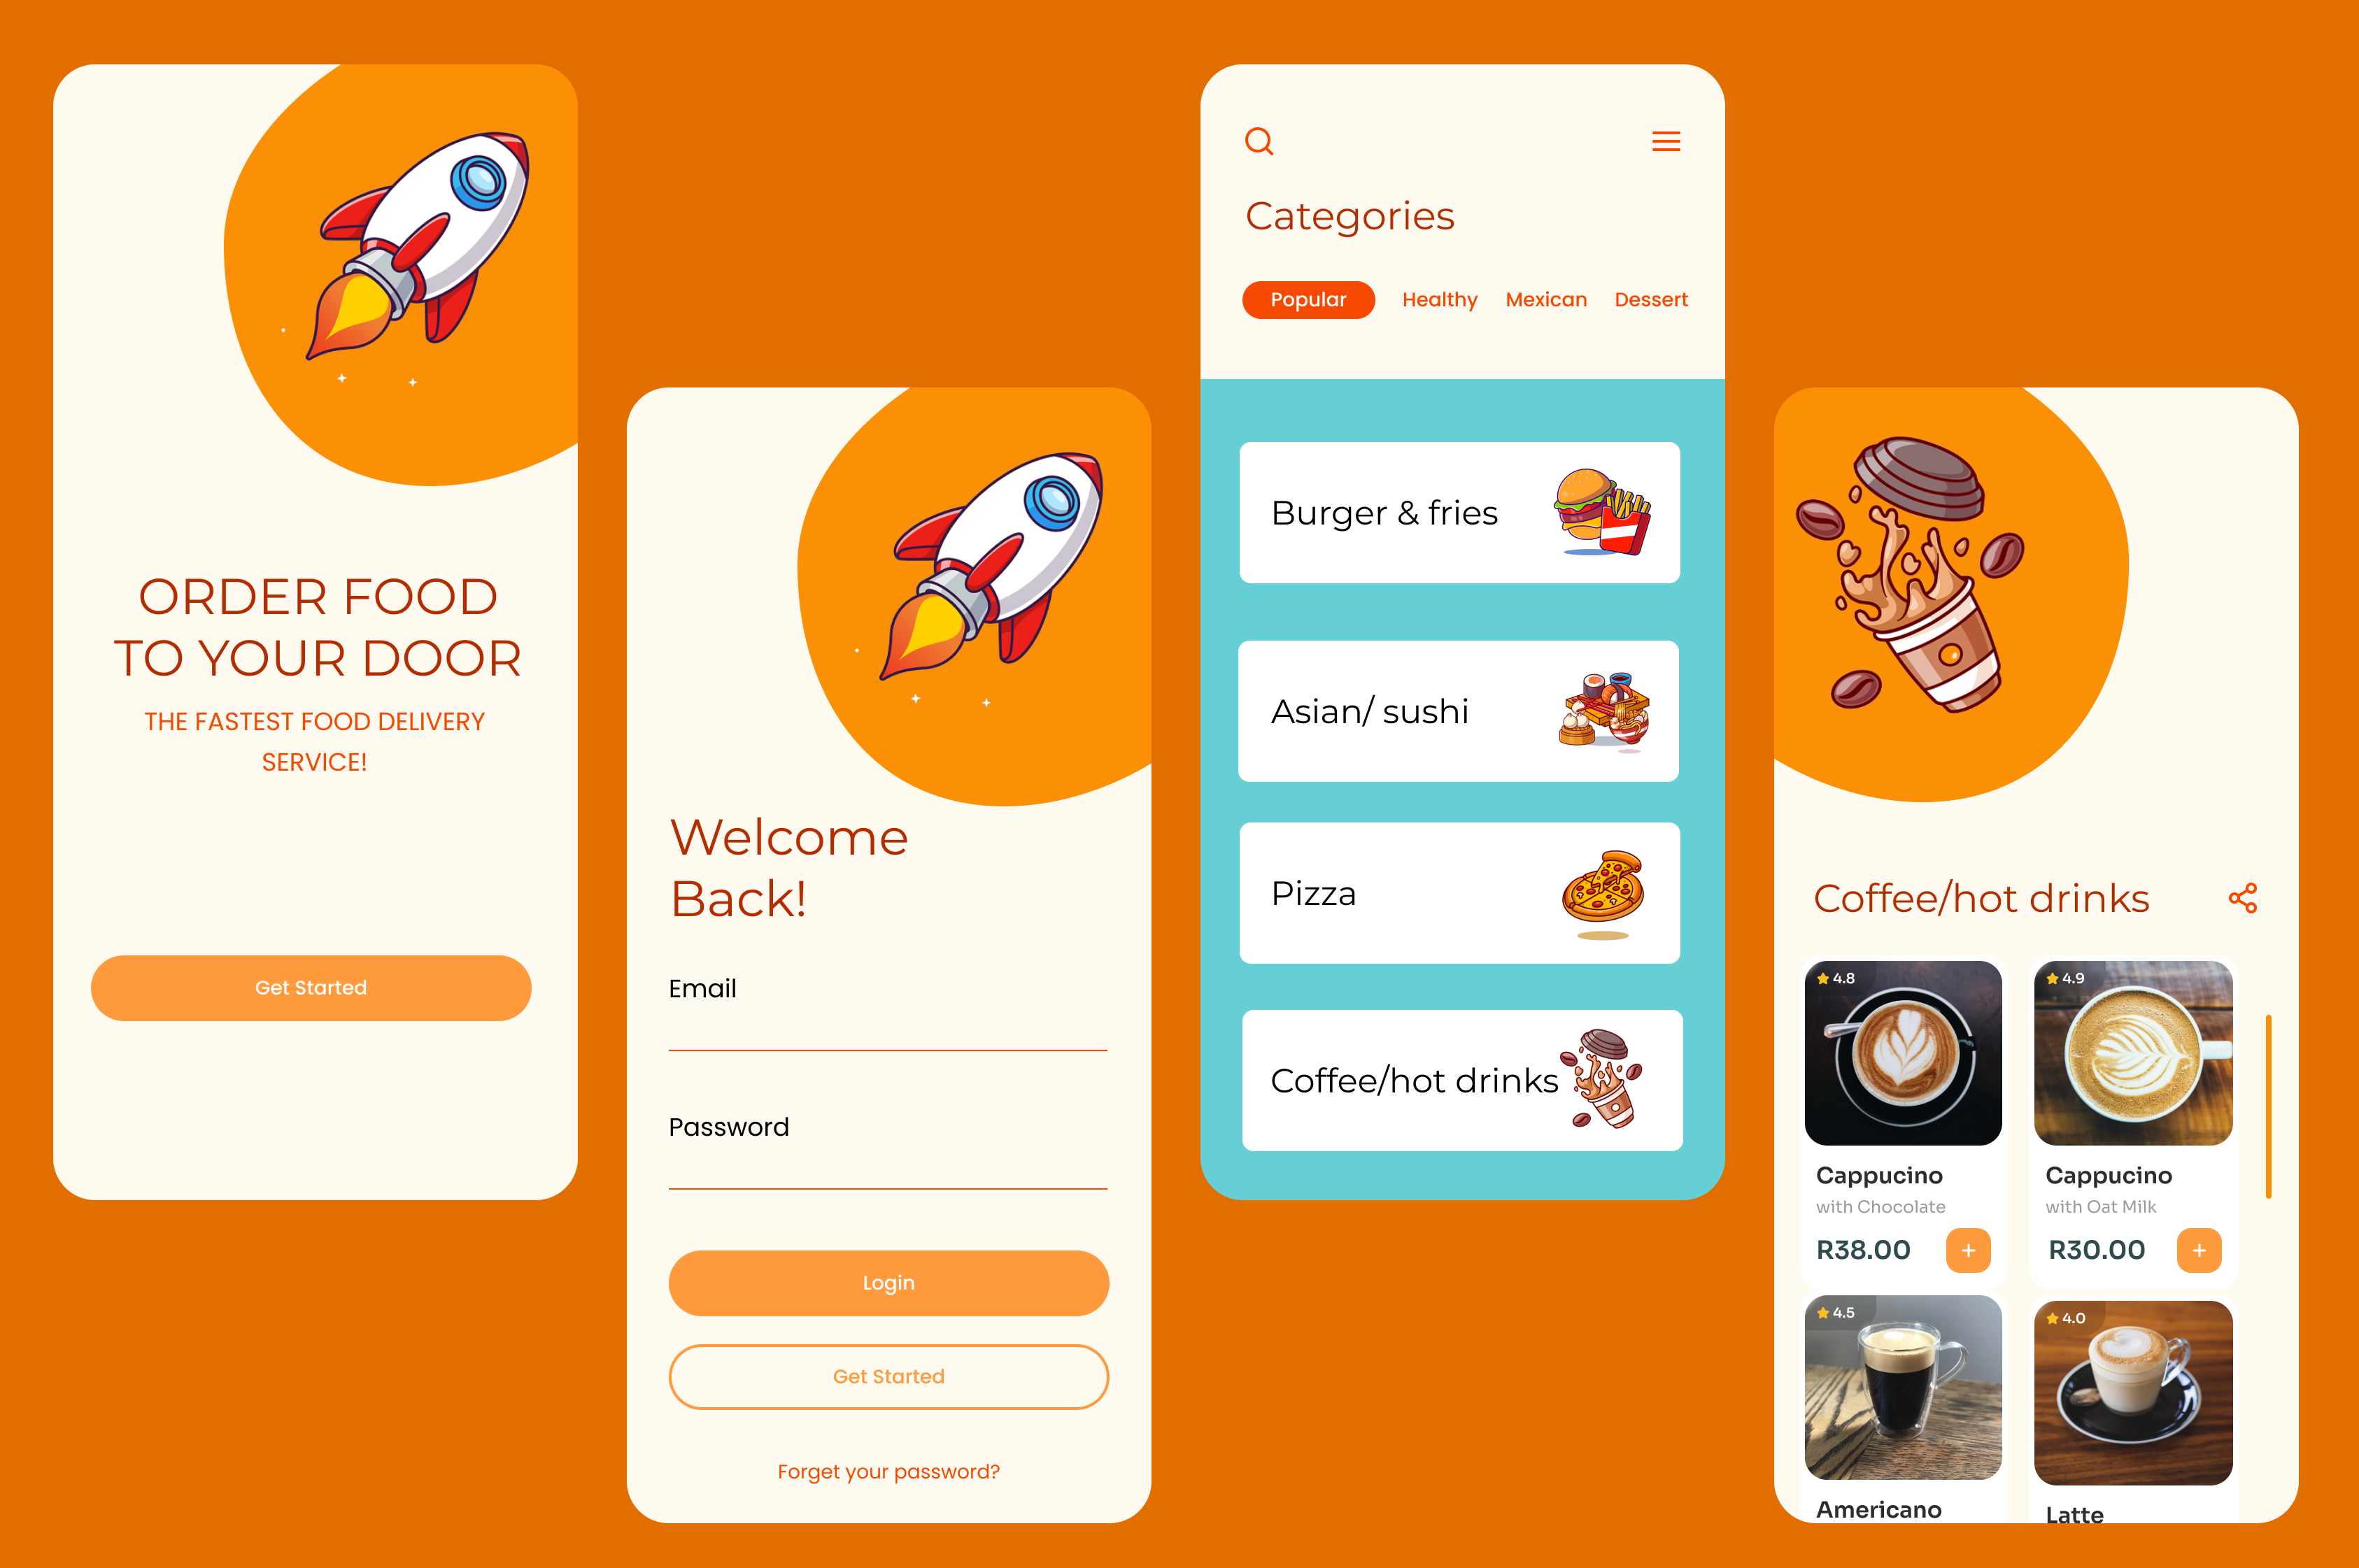 ORDER FOOD
TO YOUR DOOR
THE FASTEST FOOD DELIVERY
SERVICE!
Get Started
Welcome
Back!
Email
Password
Login
Get Started
Forget your password?
Categories
Popular Healthy Mexican Dessert
Burger & fries
Asian/ sushi
Pizza
Coffee/hot drinks
Coffee/hot drinks
4.8
Cappucino
with Chocolate
R38.00 +
4.9
Cappucino
with Oat Milk
R30.00 +
4.5
Americano
4.0
Latte